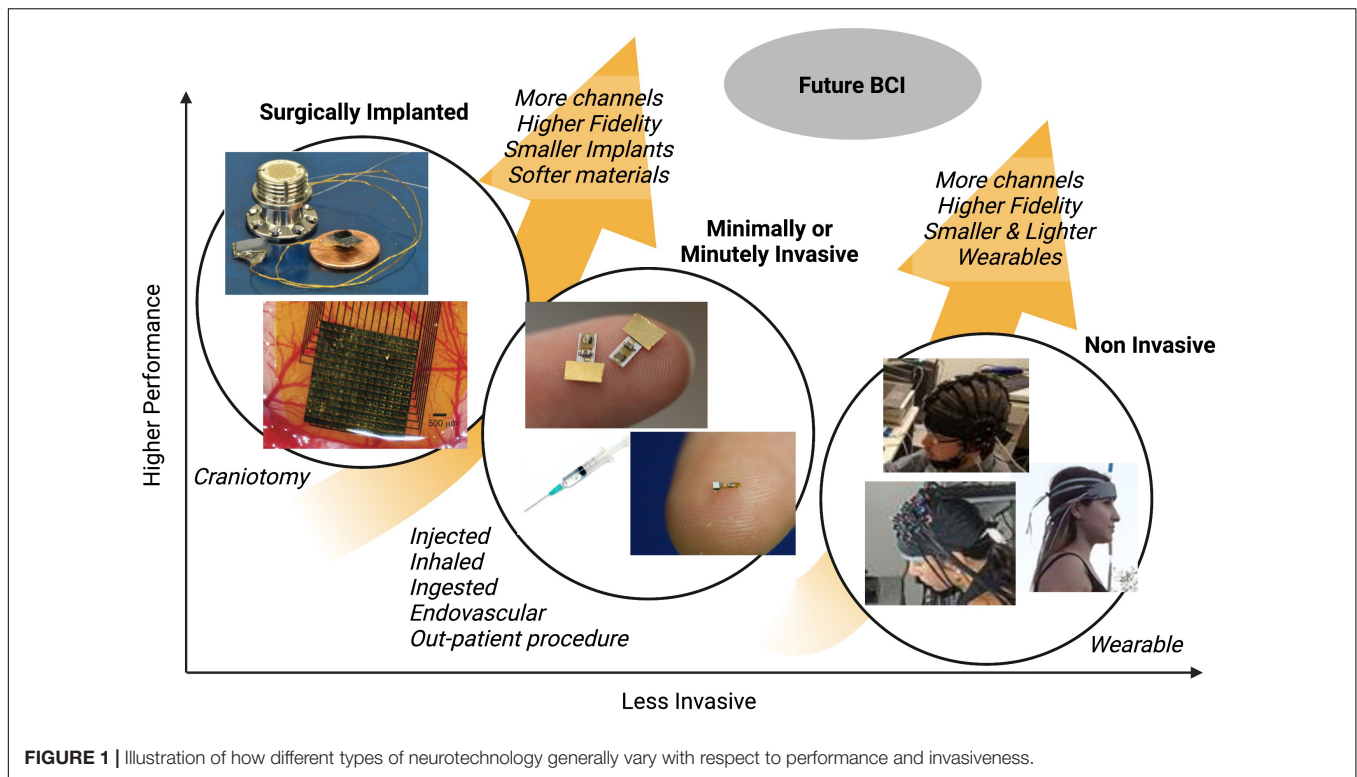 Future BCI
Surgically Implanted
More channels
Higher Fidelity
Smaller Implants
Softer materials
More channels
Higher Fidelity
Smaller & Lighter
Wearables
Minimally or
Minutely Invasive
Non Invasive
500 μm
Higher Performance
Craniotomy
Injected
Inhaled
Ingested
Endovascular
Out-patient procedure
Wearable
Less Invasive
FIGURE 1 | Illustration of how different types of neurotechnology generally vary with respect to performance and invasiveness.